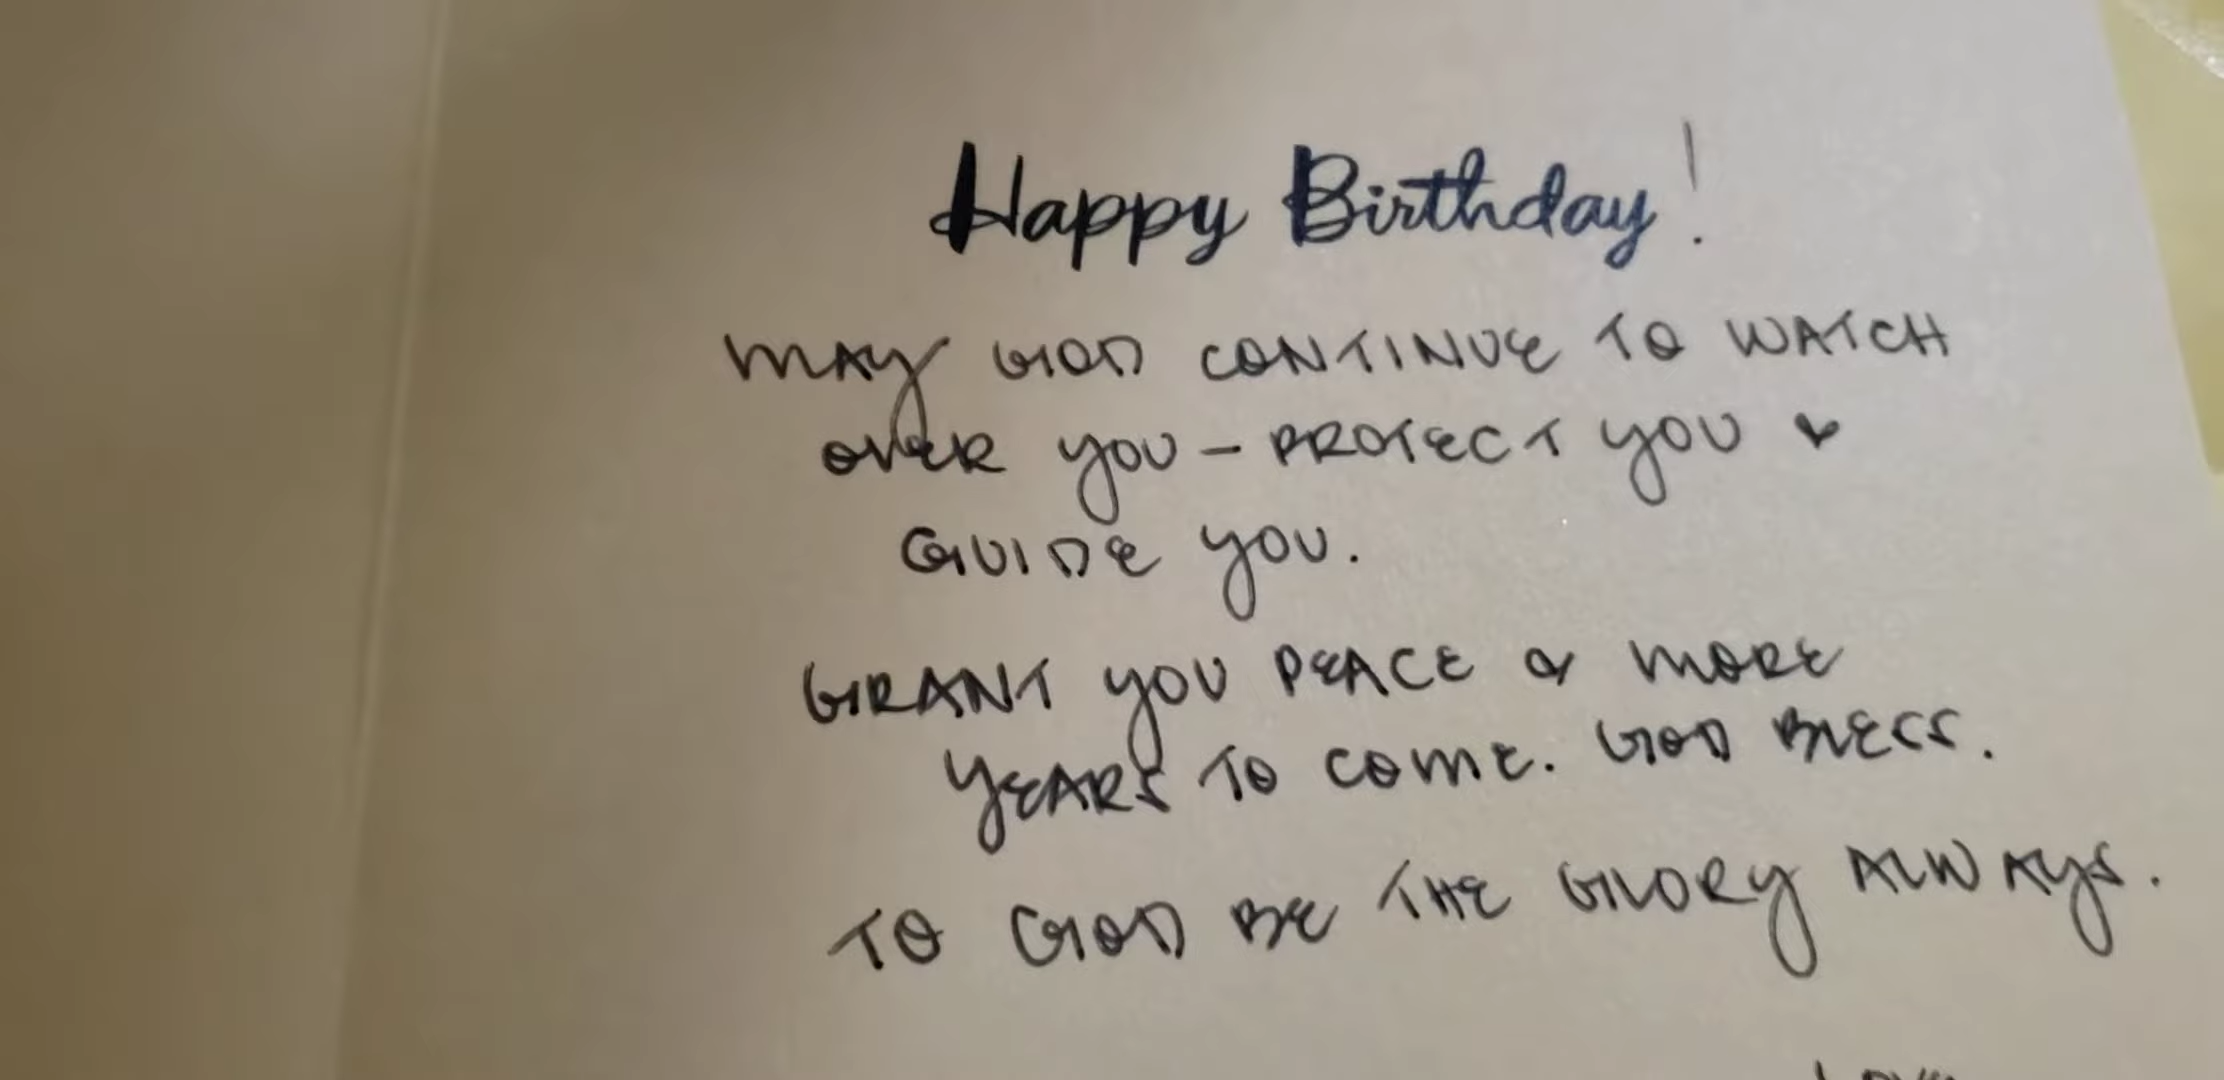 Happy Birthday!
MAY GOD CONTINUE TO WATCH
OVER YOU - PROTECT YOU &
GUIDE YOU.
GRANT YOU PEACE & MORE
YEARS TO COME. GOD BLESS.
TO GOD BE THE GLORY ALWAYS.